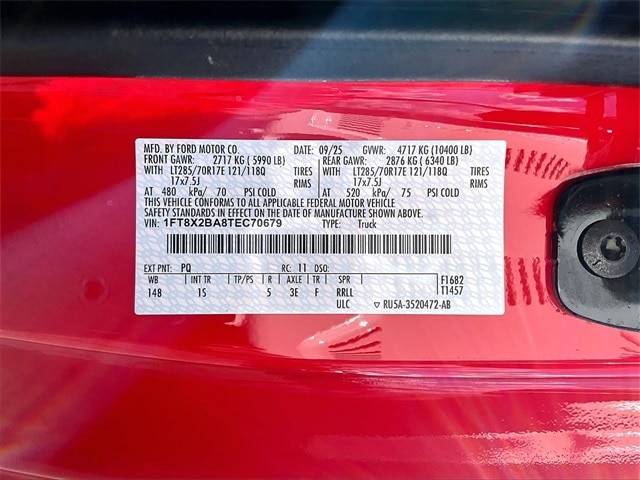 MFD. BY FORD MOTOR CO. DATE: 09/25 GVWR: 4717 KG (10400 LB)
FRONT GAWR: 2717 KG (5990 LB) REAR GAWR: 2876 KG (6340 LB)
LT285/70R17E 121/118Q TIRES LT285/70R17E 121/118Q TIRES
17x7.5J RIMS 17x7.5J RIMS
AT 480 kPa/ 70 PSI COLD AT 520 kPa/ 75 PSI COLD
THIS VEHICLE CONFORMS TO ALL APPLICABLE FEDERAL MOTOR VEHICLE
SAFETY STANDARDS IN EFFECT ON THE DATE OF MANUFACTURE SHOWN ABOVE.
VIN: 1FT8X2BA8TEC70679 TYPE: Truck
EXT PNT: PQ RC: 11 DSO:
WB INT TR TP/PS R AXLE TR SPR F1682
148 1S 5 3E F RRLL T1457
ULC RU5A-3520472-AB